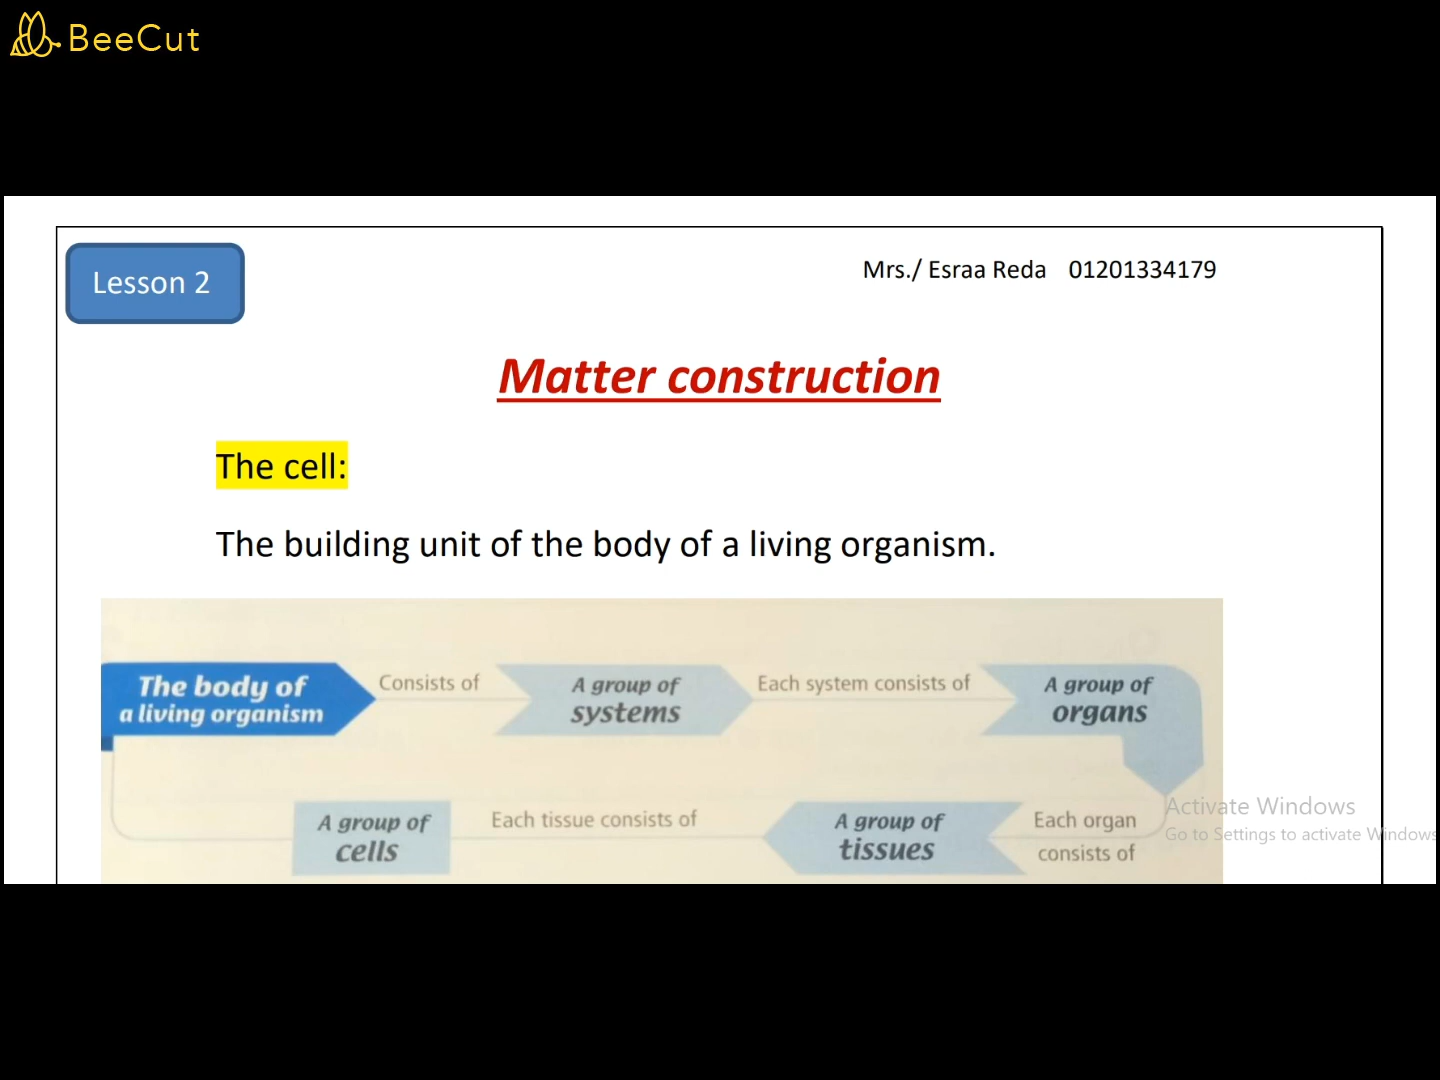 BeeCut
Lesson 2
Mrs./ Esraa Reda 01201334179
Matter construction
The cell:
The building unit of the body of a living organism.
The body of
a living organism
Consists of
A group of
systems
Each system consists of
A group of
organs
Each organ
consists of
A group of
tissues
Each tissue consists of
A group of
cells
Activate Windows
Go to Settings to activate Windows